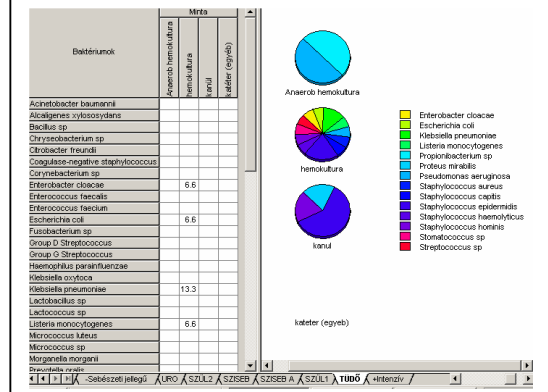 Minta
Baktériumok
Anaerob hemokultura
hemokultura
kanül
katéter (egyéb)
Acinetobacter baumannii
Alcaligenes xylososydans
Bacillus sp
Chryseobacterium sp
Citrobacter freundii
Coagulase-negative staphylococcus
Corynebacterium sp
Enterobacter cloacae 6.6
Enterococcus faecalis
Enterococcus faecium
Escherichia coli 6.6
Fusobacterium sp
Group D Streptococcus
Group G Streptococcus
Haemophilus parainfluenzae
Klebsiella oxytoca
Klebsiella pneumoniae 13.3
Lactobacillus sp
Lactococcus sp
Listeria monocytogenes 6.6
Micrococcus luteus
Micrococcus sp
Morganella morganii
Prevotella oralis
Anaerob hemokultura
hemokultura
kanul
kateter (egyéb)
Enterobacter cloacae
Escherichia coli
Klebsiella pneumoniae
Listeria monocytogenes
Propionibacterium sp
Proteus mirabilis
Pseudomonas aeruginosa
Staphylococcus aureus
Staphylococcus capitis
Staphylococcus epidermidis
Staphylococcus haemolyticus
Staphylococcus hominis
Stomatococcus sp
Streptococcus sp
-Sebészeti jellegű URO SZÜL2 SZISEB SZISEB A SZÜL1 TÜDŐ +Intenzív